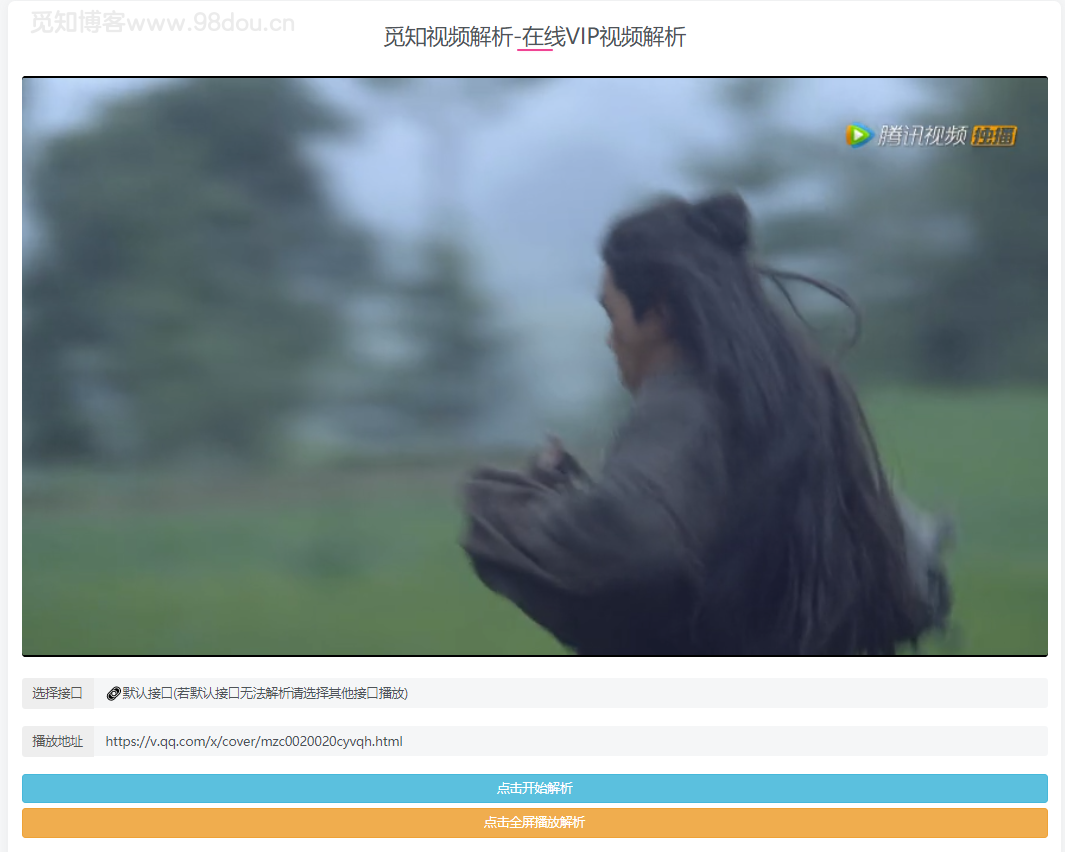 觅知博客www.98dou.cn
觅知视频解析-在线VIP视频解析
腾讯视频 独播
选择接口
默认接口(若默认接口无法解析请选择其他接口播放)
播放地址
https://v.qq.com/x/cover/mzc0020020cyvqh.html
点击开始解析
点击全屏播放解析